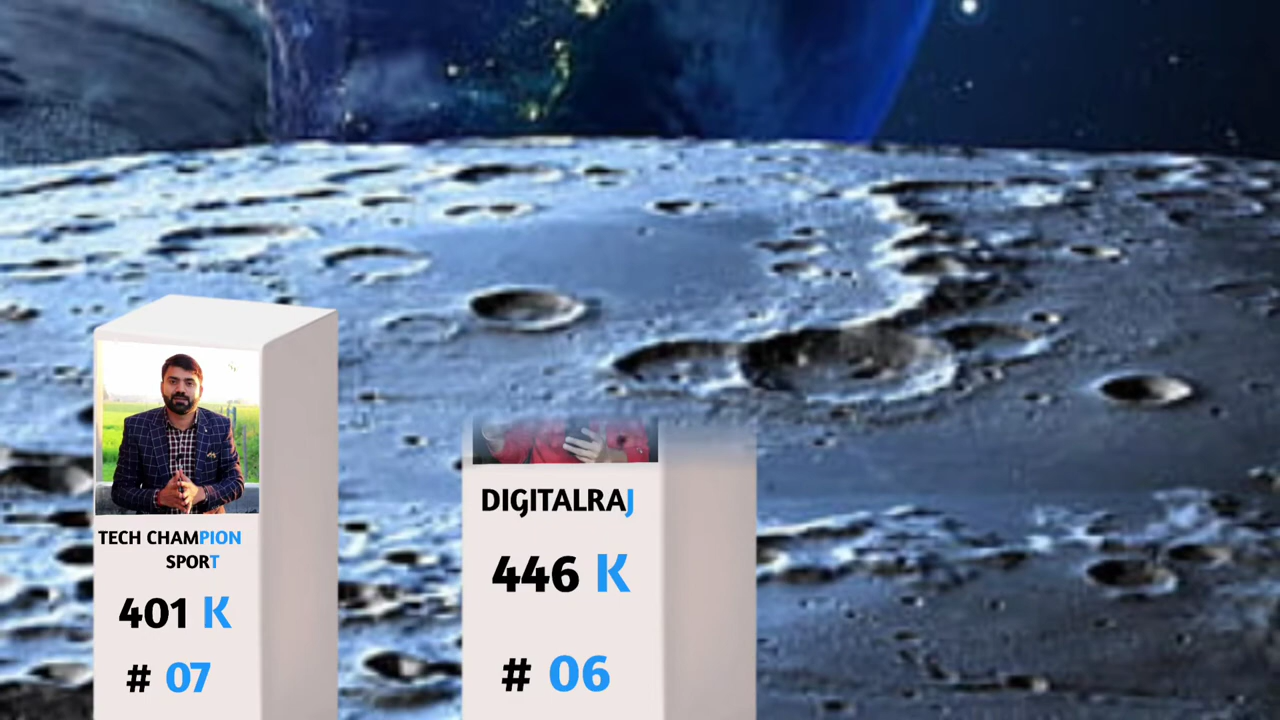 TECH CHAMPION
SPORT
401 K
# 07
DIGITALRAJ
446 K
# 06